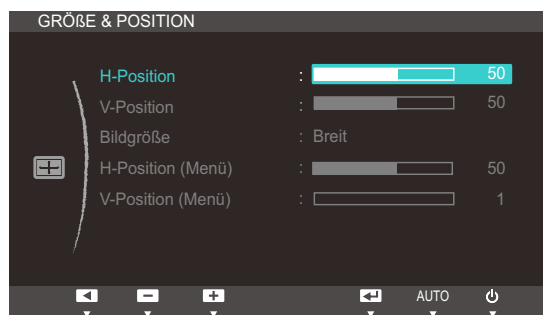 GRÖßE & POSITION
H-Position : 50
V-Position : 50
Bildgröße : Breit
H-Position (Menü) : 50
V-Position (Menü) : 1
AUTO